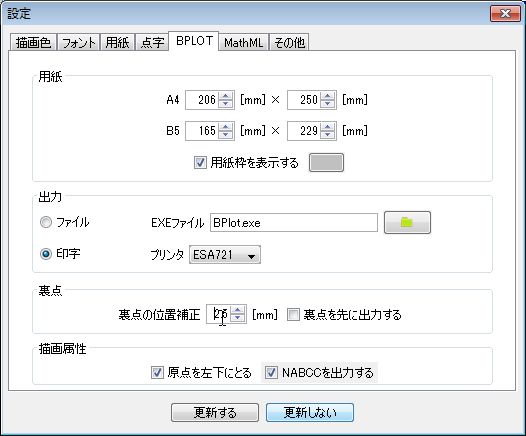 設定
描画色 フォント 用紙 点字 BPLOT MathML その他
用紙
A4 206 [mm] × 250 [mm]
B5 165 [mm] × 229 [mm]
用紙枠を表示する
出力
ファイル EXEファイル BPlot.exe
印字 プリンタ ESA721
裏点
裏点の位置補正 [mm] 裏点を先に出力する
描画属性
原点を左下にとる NABCCを出力する
更新する 更新しない